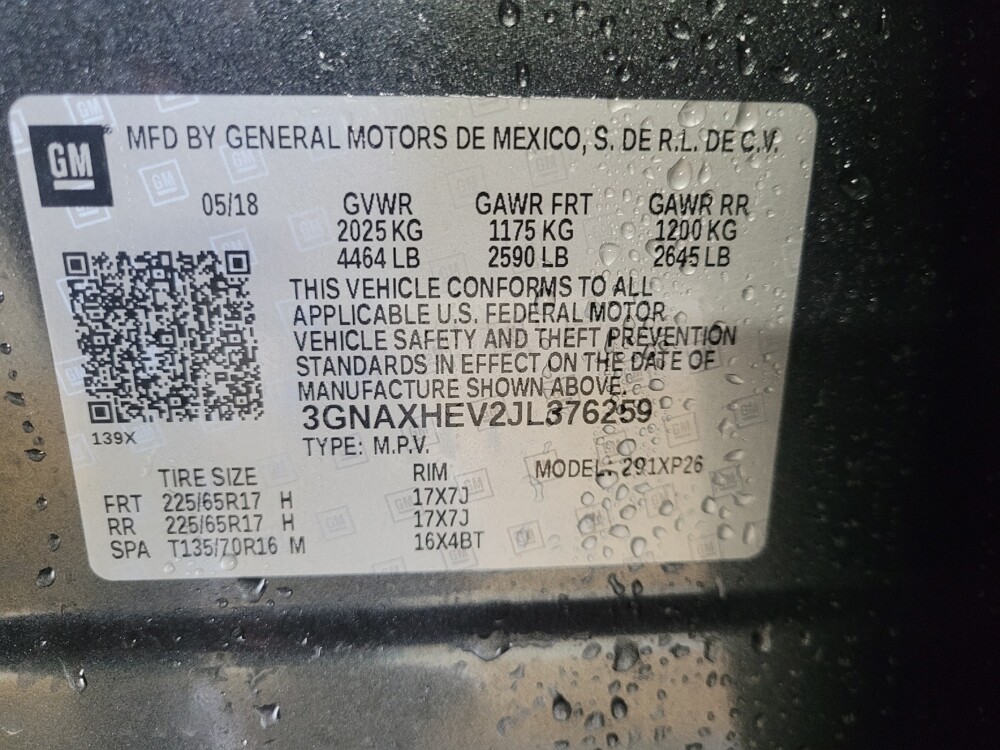 GM
MFD BY GENERAL MOTORS DE MEXICO, S. DE R.L. DE C.V.
05/18 GVWR GAWR FRT GAWR RR
2025 KG 1175 KG 1200 KG
4464 LB 2590 LB 2645 LB
THIS VEHICLE CONFORMS TO ALL
APPLICABLE U.S. FEDERAL MOTOR
VEHICLE SAFETY AND THEFT PREVENTION
STANDARDS IN EFFECT ON THE DATE OF
MANUFACTURE SHOWN ABOVE.
3GNAXHEV2JL376259
139X
TYPE: M.P.V.
TIRE SIZE RIM MODEL: 291XP26
FRT 225/65R17 H 17X7J
RR 225/65R17 H 17X7J
SPA T135/70R16 M 16X4BT